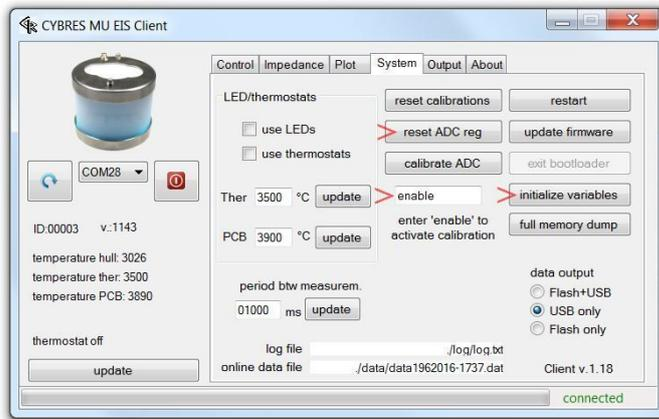 CYBRES MU EIS Client
Control Impedance Plot System Output About
COM28
ID:00003 v.:1143
temperature hull: 3026
temperature ther: 3500
temperature PCB: 3890
thermostat off
update
LED/thermostats
use LEDs
use thermostats
Ther 3500 °C update
PCB 3900 °C update
period btw measurem.
01000 ms update
reset calibrations restart
reset ADC reg update firmware
calibrate ADC exit bootloader
enable initialize variables
enter 'enable' to
activate calibration
full memory dump
data output
Flash+USB
USB only
Flash only
log file ./log/log.txt
online data file ./data/data1962016-1737.dat
Client v.1.18
connected